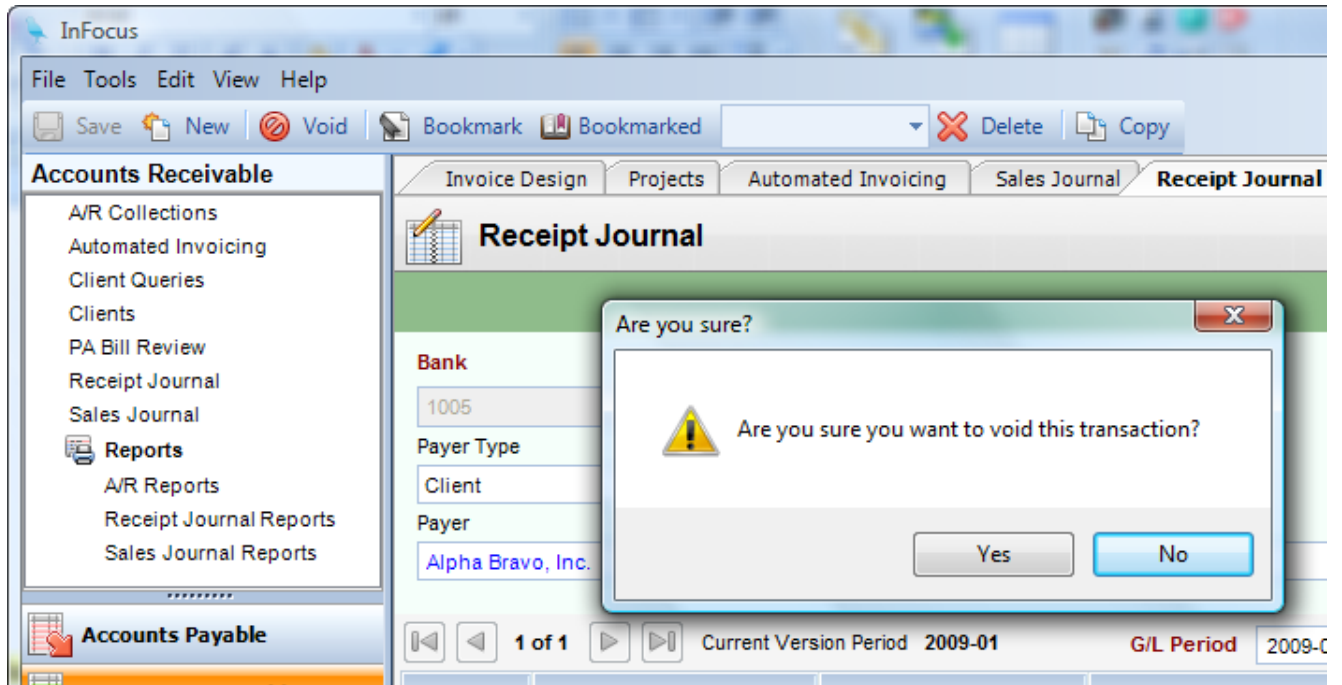 InFocus
File Tools Edit View Help
Save New Void Bookmark Bookmarked Delete Copy
Accounts Receivable
A/R Collections
Automated Invoicing
Client Queries
Clients
PA Bill Review
Receipt Journal
Sales Journal
Reports
A/R Reports
Receipt Journal Reports
Sales Journal Reports
Accounts Payable
Invoice Design Projects Automated Invoicing Sales Journal Receipt Journal
Receipt Journal
Bank
1005
Payer Type
Client
Payer
Alpha Bravo, Inc.
Are you sure?
Are you sure you want to void this transaction?
Yes No
1 of 1 Current Version Period 2009-01 G/L Period 2009-0